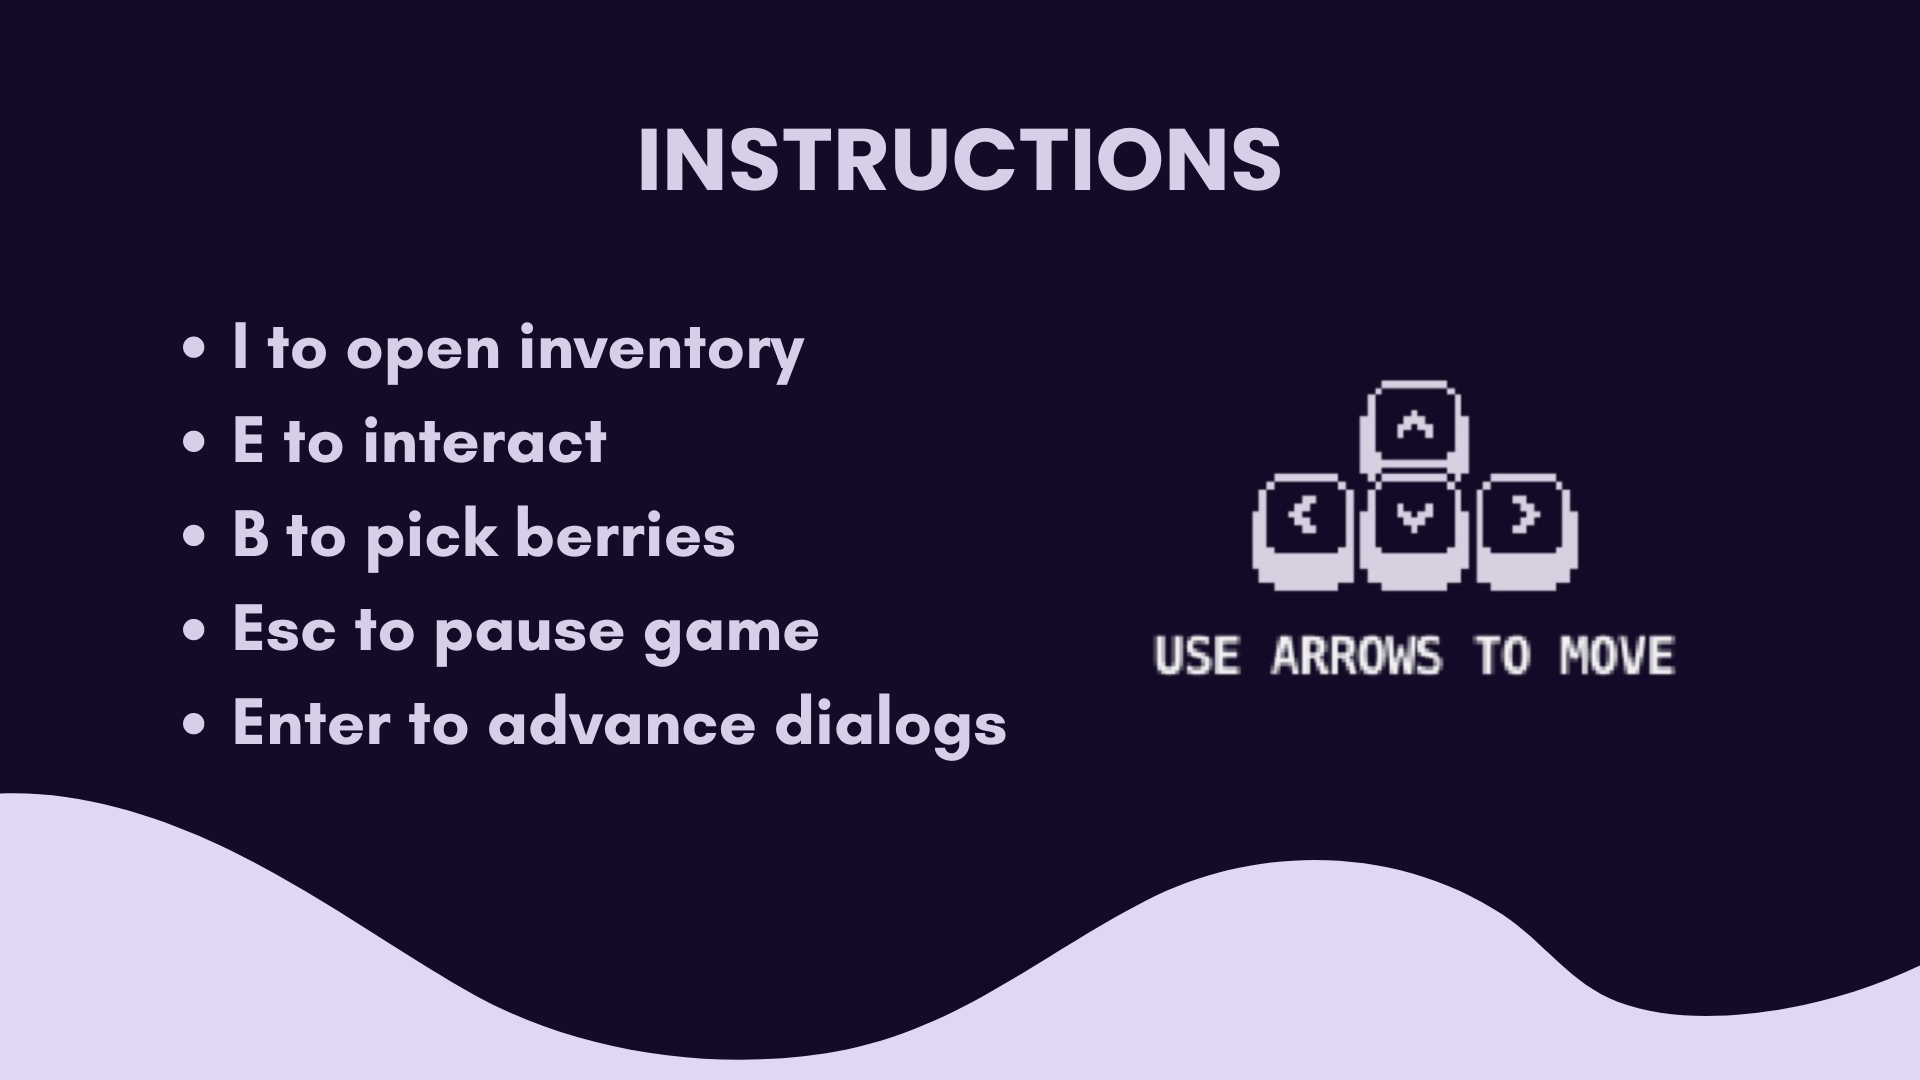 INSTRUCTIONS
• I to open inventory
• E to interact
• B to pick berries
• Esc to pause game
• Enter to advance dialogs
USE ARROWS TO MOVE